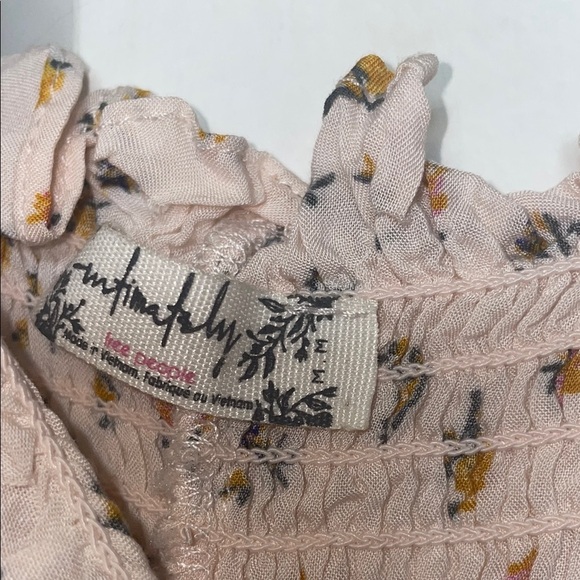 intimately
free people
Made in Vietnam, Fabriqué au Vietnam
M M